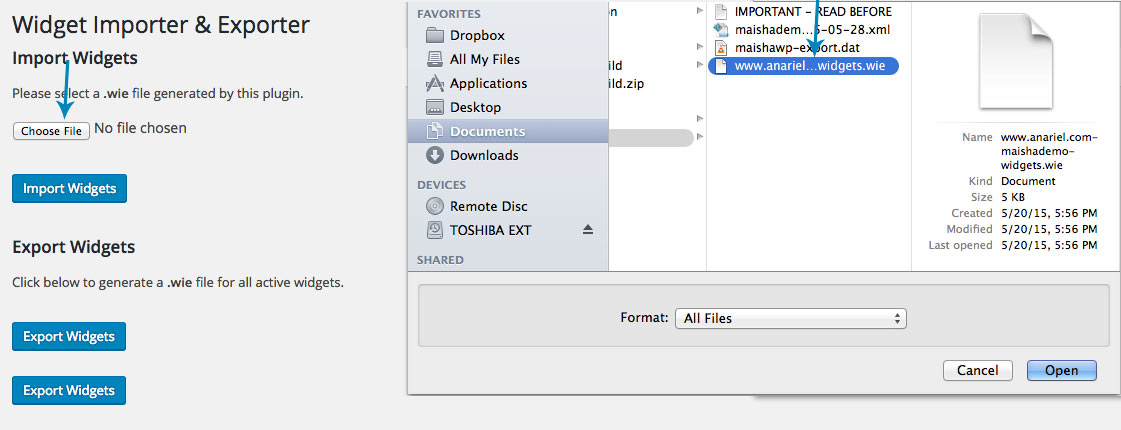 Widget Importer & Exporter
Import Widgets
Please select a .wie file generated by this plugin.
Choose File No file chosen
Import Widgets
Export Widgets
Click below to generate a .wie file for all active widgets.
Export Widgets
Export Widgets
FAVORITES
Dropbox
All My Files
Applications
Desktop
Documents
Downloads
DEVICES
Remote Disc
TOSHIBA EXT
SHARED
ild
ild.zip
IMPORTANT - READ BEFORE
maishadem...5-05-28.xml
maishawp-export.dat
www.anariel...widgets.wie
Name www.anariel.com-
maishademo-
widgets.wie
Kind Document
Size 5 KB
Created 5/20/15, 5:56 PM
Modified 5/20/15, 5:56 PM
Last opened 5/20/15, 5:56 PM
Format: All Files
Cancel Open